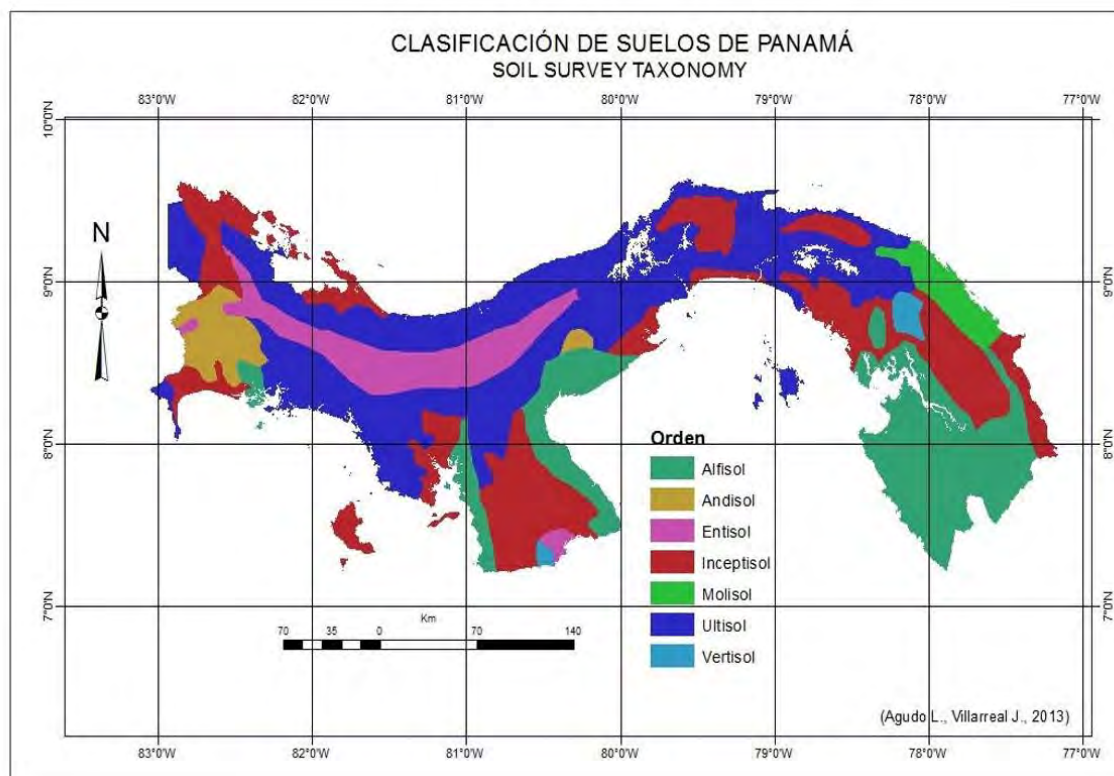 CLASIFICACIÓN DE SUELOS DE PANAMÁ
SOIL SURVEY TAXONOMY
83°0'W 82°0'W 81°0'W 80°0'W 79°0'W 78°0'W 77°0'W
10°0'N 10°0'N
N
9°0'N 9°0'N
8°0'N 8°0'N
Orden
Alfisol
Andisol
Entisol
Inceptisol
Molisol
Ultisol
Vertisol
7°0'N 7°0'N
Km
70 35 0 70 140
(Agudo L., Villarreal J., 2013)
83°0'W 82°0'W 81°0'W 80°0'W 79°0'W 78°0'W 77°0'W